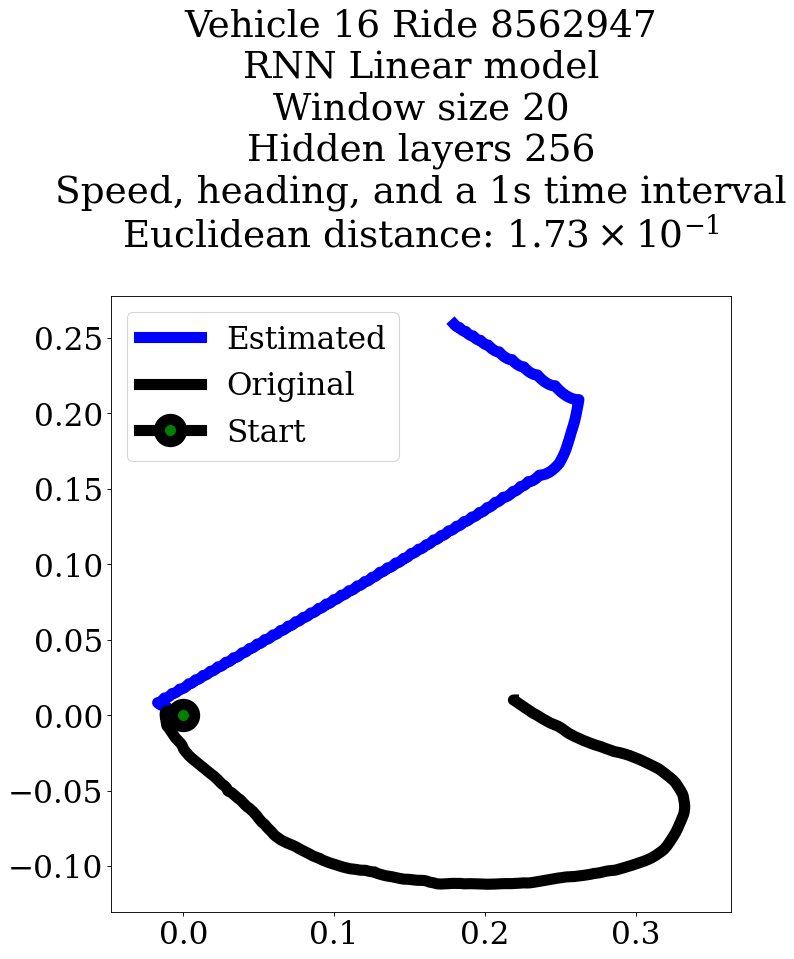 Vehicle 16 Ride 8562947
RNN Linear model
Window size 20
Hidden layers 256
Speed, heading, and a 1s time interval
Euclidean distance: 1.73 × 10⁻¹
Estimated
Original
Start
0.25
0.20
0.15
0.10
0.05
0.00
−0.05
−0.10
0.0 0.1 0.2 0.3